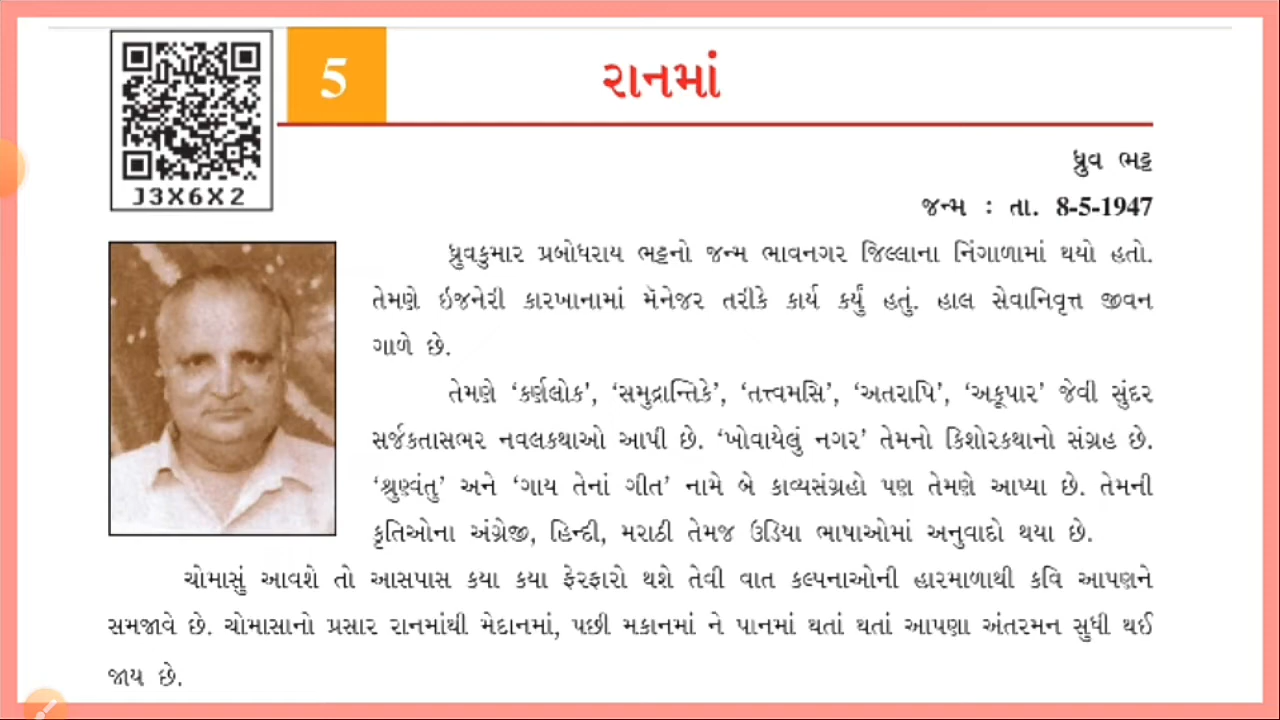 J3X6X2
5
રાનમાં
ધ્રુવ ભટ્ટ
જન્મ : તા. 8-5-1947
ધ્રુવકુમાર પ્રબોધરાય ભટ્ટનો જન્મ ભાવનગર જિલ્લાના નિંગાળામાં થયો હતો.
તેમણે ઇજનેરી કારખાનામાં મૅનેજર તરીકે કાર્ય કર્યું હતું. હાલ સેવાનિવૃત્ત જીવન
ગાળે છે.
તેમણે ‘કર્ણલોક’, ‘સમુદ્રાન્તિકે’, ‘તત્ત્વમસિ’, ‘અતરાપિ’, ‘અકૂપાર’ જેવી સુંદર
સર્જકતાસભર નવલકથાઓ આપી છે. ‘ખોવાયેલું નગર’ તેમનો કિશોરકથાનો સંગ્રહ છે.
‘શ્રુણ્વંતુ’ અને ‘ગાય તેનાં ગીત’ નામે બે કાવ્યસંગ્રહો પણ તેમણે આપ્યા છે. તેમની
કૃતિઓના અંગ્રેજી, હિન્દી, મરાઠી તેમજ ઉડિયા ભાષાઓમાં અનુવાદો થયા છે.
ચોમાસું આવશે તો આસપાસ કયા કયા ફેરફારો થશે તેવી વાત કલ્પનાઓની હારમાળાથી કવિ આપણને
સમજાવે છે. ચોમાસાનો પ્રસાર રાનમાંથી મેદાનમાં, પછી મકાનમાં ને પાનમાં થતાં થતાં આપણા અંતરમન સુધી થઈ
જાય છે.